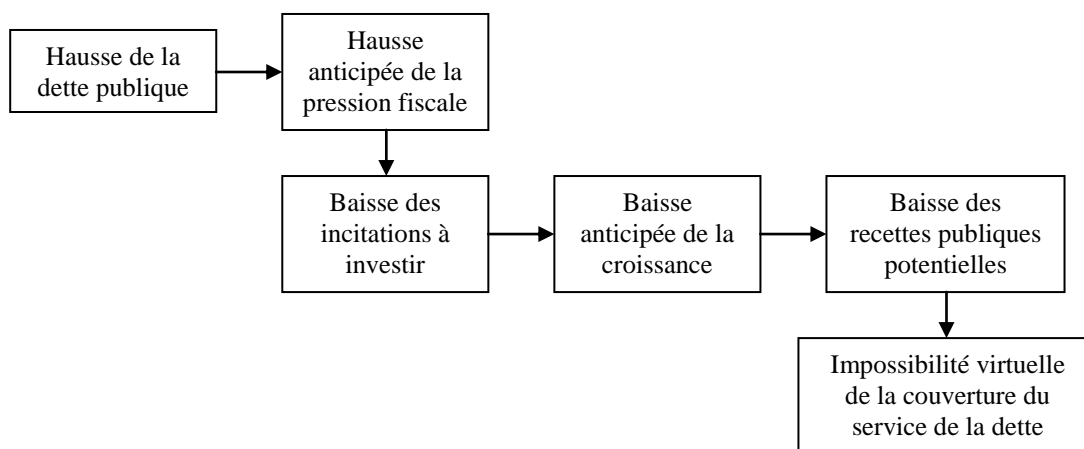 Hausse de la
dette publique
Hausse
anticipée de la
pression fiscale
Baisse des
incitations à
investir
Baisse
anticipée de la
croissance
Baisse des
recettes publiques
potentielles
Impossibilité virtuelle
de la couverture du
service de la dette